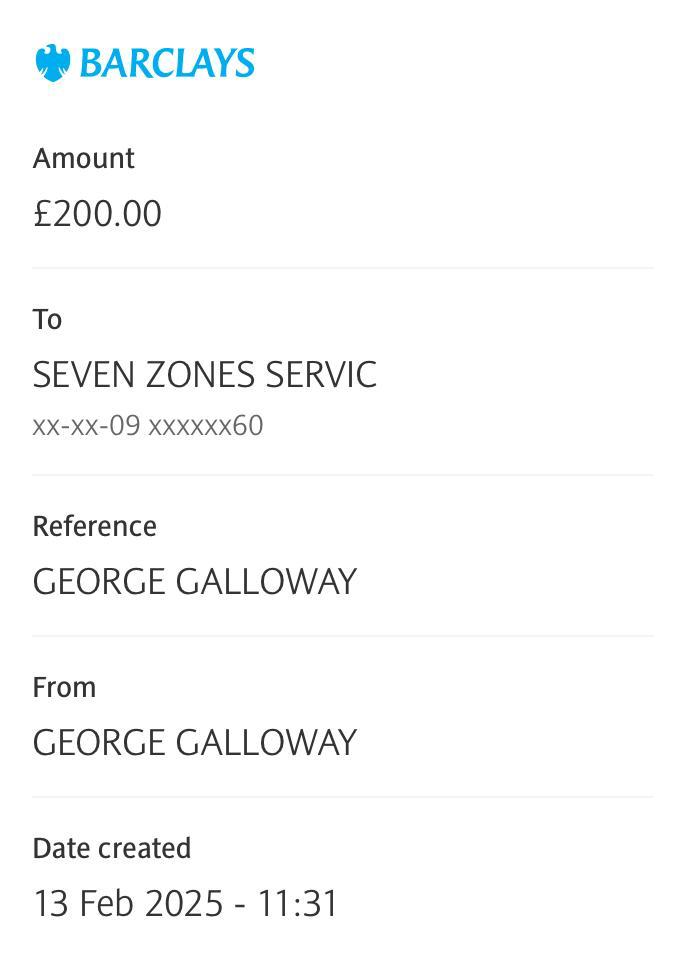 BARCLAYS
Amount
£200.00
To
SEVEN ZONES SERVIC
xx-xx-09 xxxxxx60
Reference
GEORGE GALLOWAY
From
GEORGE GALLOWAY
Date created
13 Feb 2025 - 11:31